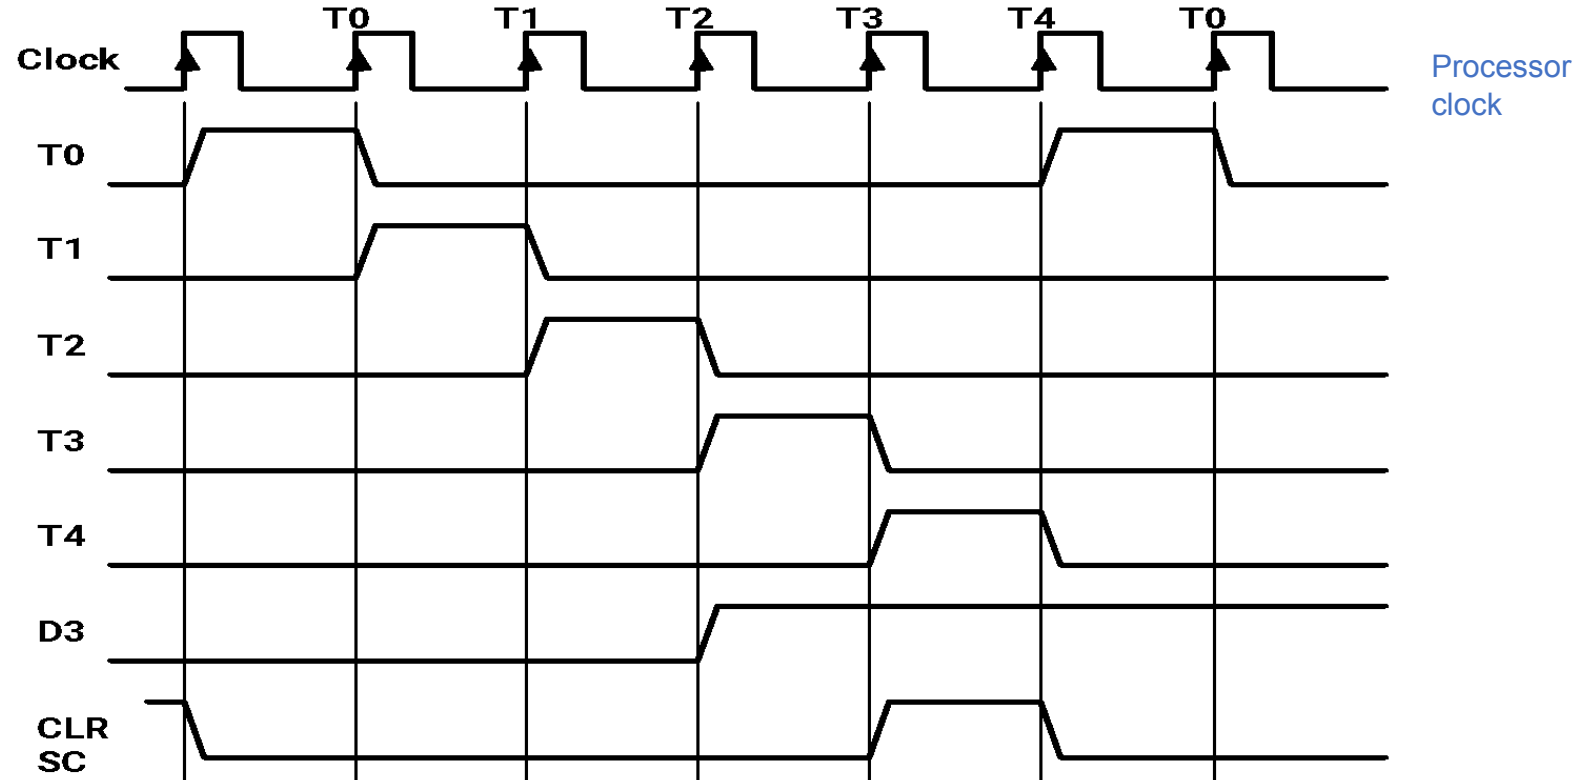 T0 T1 T2 T3 T4 T0
Clock
Processor
clock
T0
T1
T2
T3
T4
D3
CLR
SC